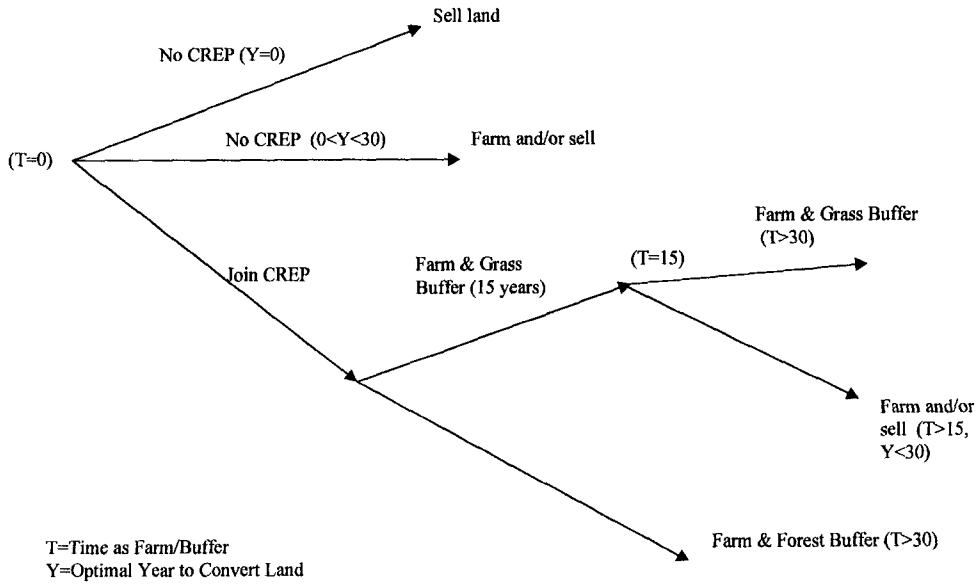 Sell land
No CREP (Y=0)
No CREP (0<Y<30)
Farm and/or sell
(T=0)
Farm & Grass Buffer
(T>30)
(T=15)
Join CREP
Farm & Grass
Buffer (15 years)
Farm and/or
sell (T>15,
Y<30)
Farm & Forest Buffer (T>30)
T=Time as Farm/Buffer
Y=Optimal Year to Convert Land